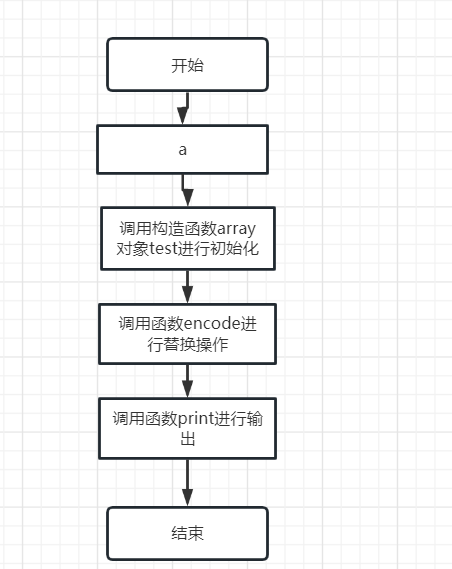 开始
a
调用构造函数array
对象test进行初始化
调用函数encode进
行替换操作
调用函数print进行输
出
结束